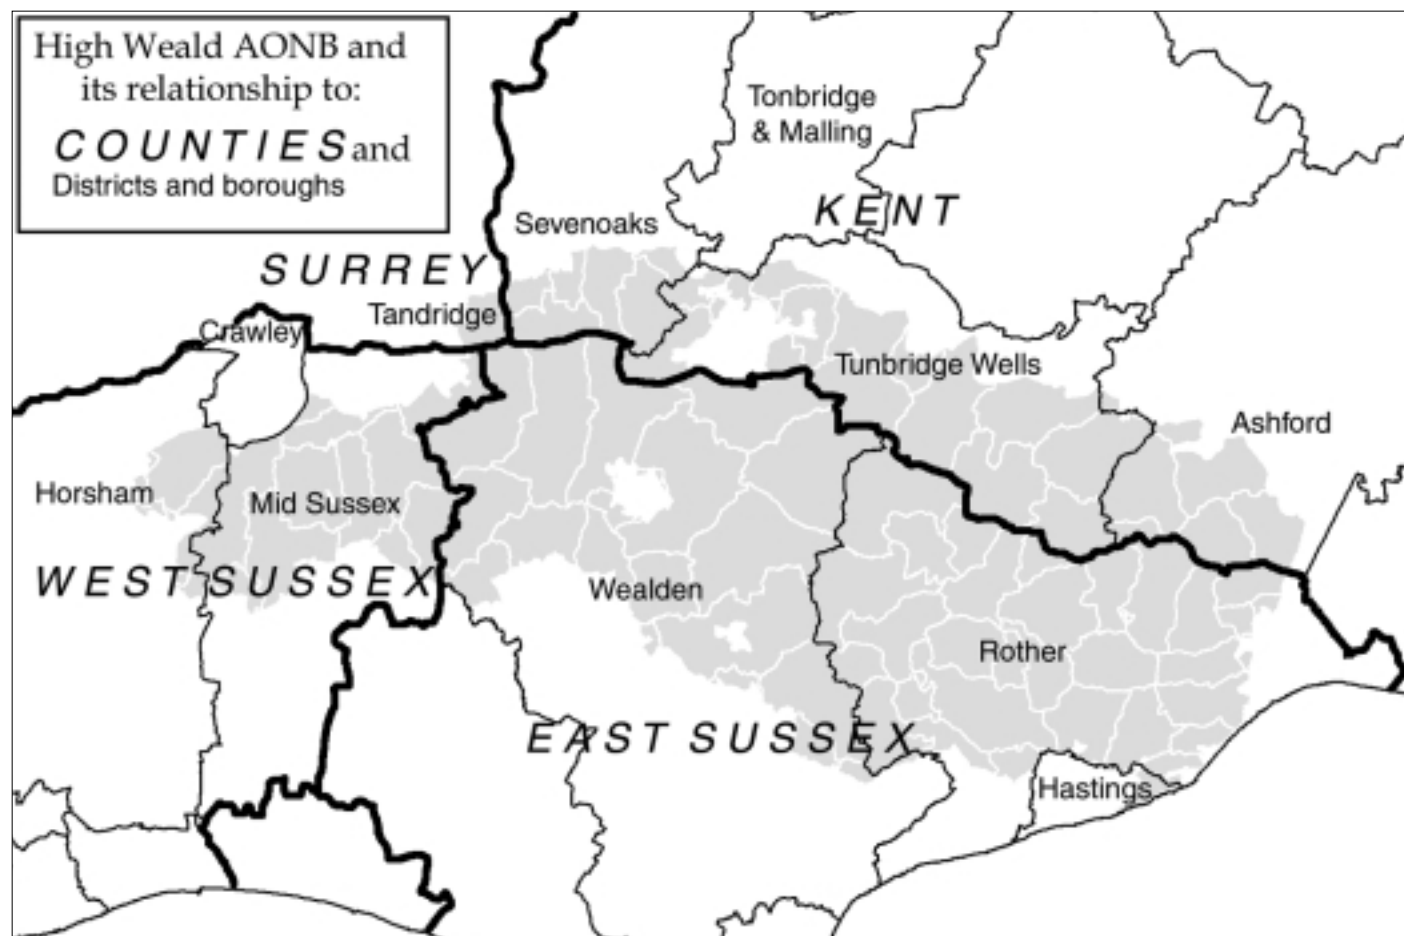 High Weald AONB and
its relationship to:
COUNTIES and
Districts and boroughs
Tonbridge
& Malling
KENT
Sevenoaks
SURREY
Tandridge
Crawley
Tunbridge Wells
Ashford
Horsham
Mid Sussex
WEST SUSSEX
Wealden
Rother
EAST SUSSEX
Hastings